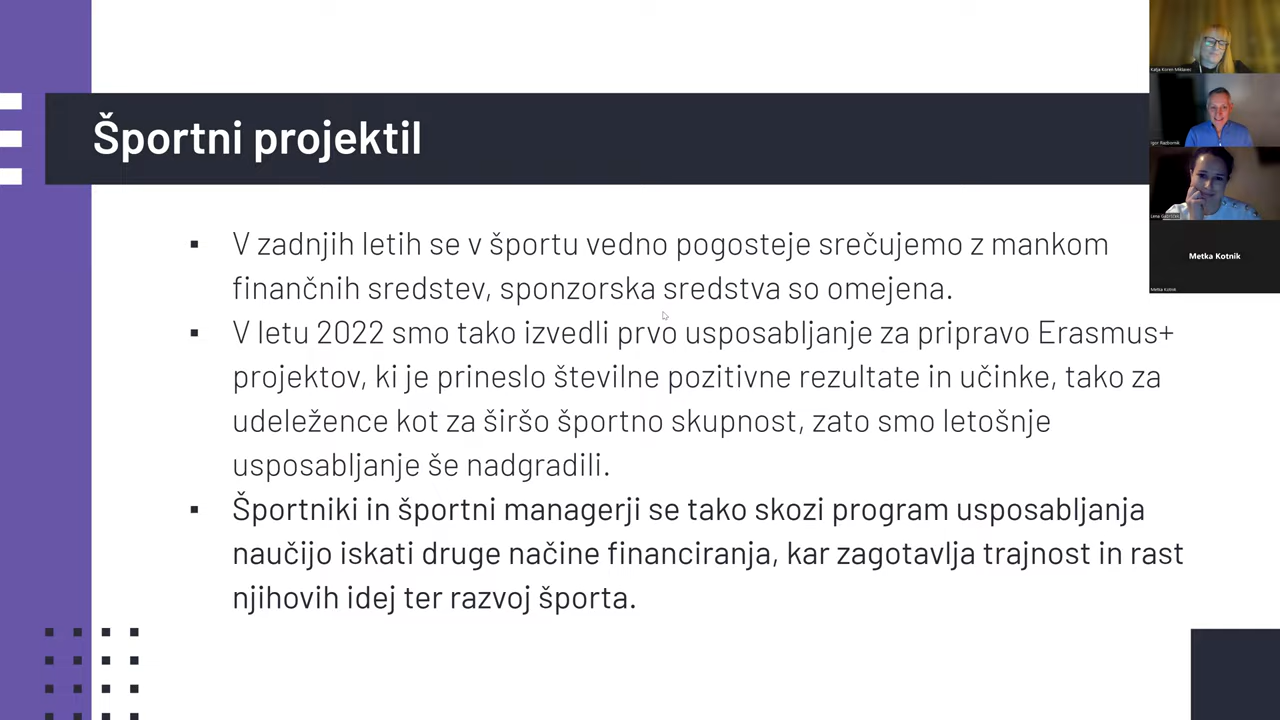 Športni projektil
▪ V zadnjih letih se v športu vedno pogosteje srečujemo z mankom
finančnih sredstev, sponzorska sredstva so omejena.
▪ V letu 2022 smo tako izvedli prvo usposabljanje za pripravo Erasmus+
projektov, ki je prineslo številne pozitivne rezultate in učinke, tako za
udeležence kot za širšo športno skupnost, zato smo letošnje
usposabljanje še nadgradili.
▪ Športniki in športni managerji se tako skozi program usposabljanja
naučijo iskati druge načine financiranja, kar zagotavlja trajnost in rast
njihovih idej ter razvoj športa.
Metka Kotnik
Metka Kotnik